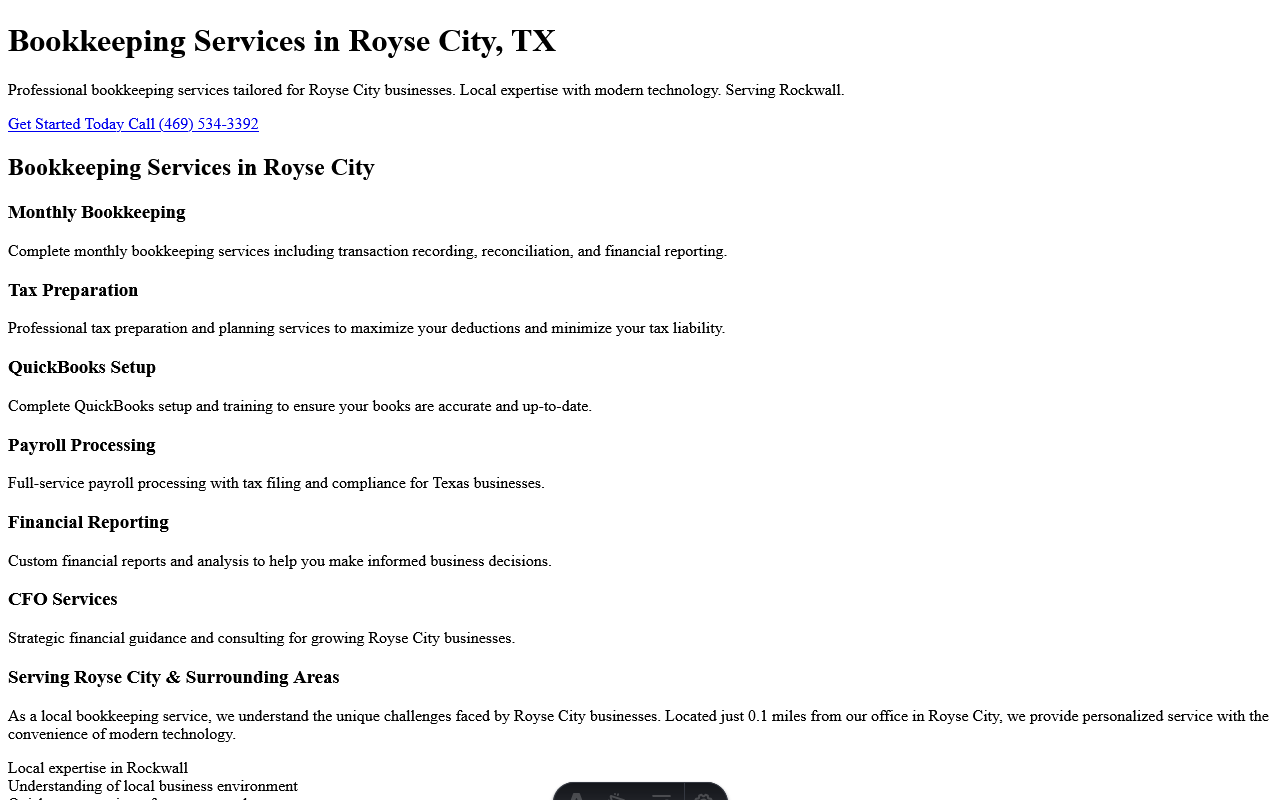 Bookkeeping Services in Royse City, TX
Professional bookkeeping services tailored for Royse City businesses. Local expertise with modern technology. Serving Rockwall.
Get Started Today Call (469) 534-3392
Bookkeeping Services in Royse City
Monthly Bookkeeping
Complete monthly bookkeeping services including transaction recording, reconciliation, and financial reporting.
Tax Preparation
Professional tax preparation and planning services to maximize your deductions and minimize your tax liability.
QuickBooks Setup
Complete QuickBooks setup and training to ensure your books are accurate and up-to-date.
Payroll Processing
Full-service payroll processing with tax filing and compliance for Texas businesses.
Financial Reporting
Custom financial reports and analysis to help you make informed business decisions.
CFO Services
Strategic financial guidance and consulting for growing Royse City businesses.
Serving Royse City & Surrounding Areas
As a local bookkeeping service, we understand the unique challenges faced by Royse City businesses. Located just 0.1 miles from our office in Royse City, we provide personalized service with the
convenience of modern technology.
Local expertise in Rockwall
Understanding of local business environment